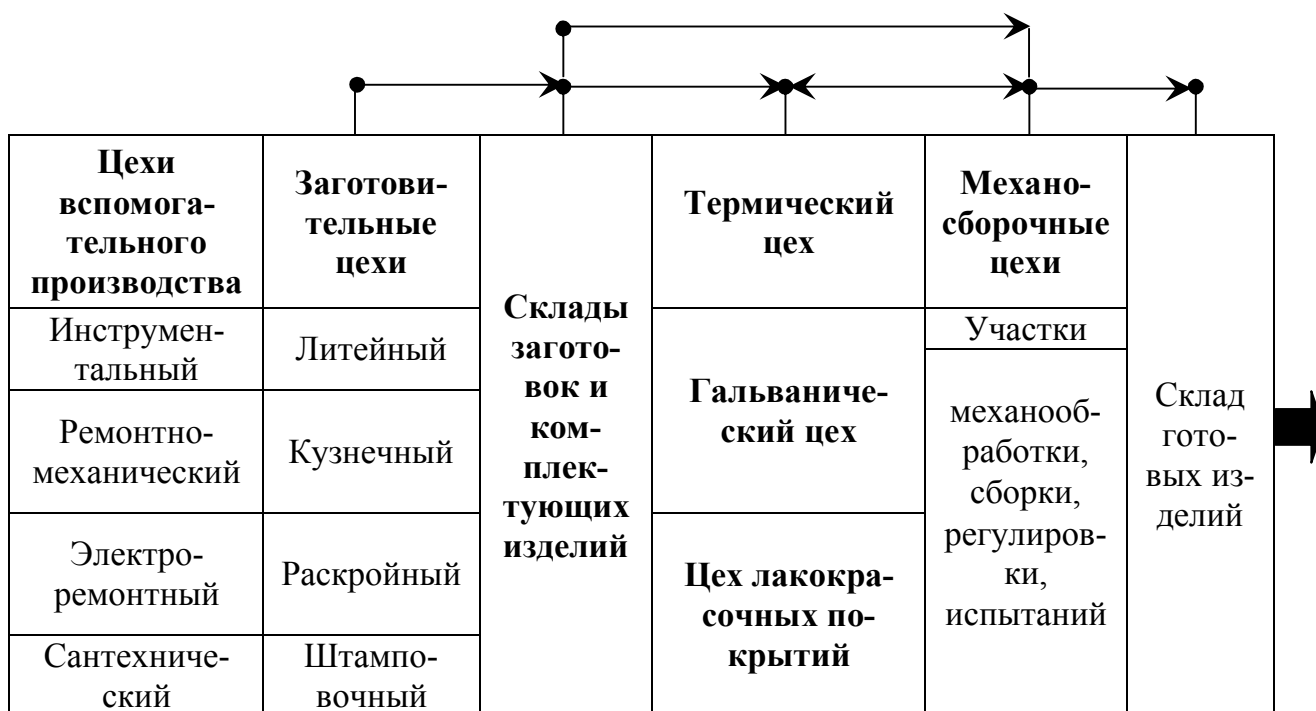 Цехи
вспомога-
тельного
производства
Заготови-
тельные
цехи
Склады
загото-
вок и
ком-
плек-
тующих
изделий
Термический
цех
Механо-
сборочные
цехи
Склад
гото-
вых из-
делий
Инструмен-
тальный
Литейный
Гальваниче-
ский цех
Участки
механооб-
работки,
сборки,
регулиров-
ки,
испытаний
Ремонтно-
механический
Кузнечный
Электро-
ремонтный
Раскройный
Цех лакокра-
сочных по-
крытий
Сантехниче-
ский
Штампо-
вочный